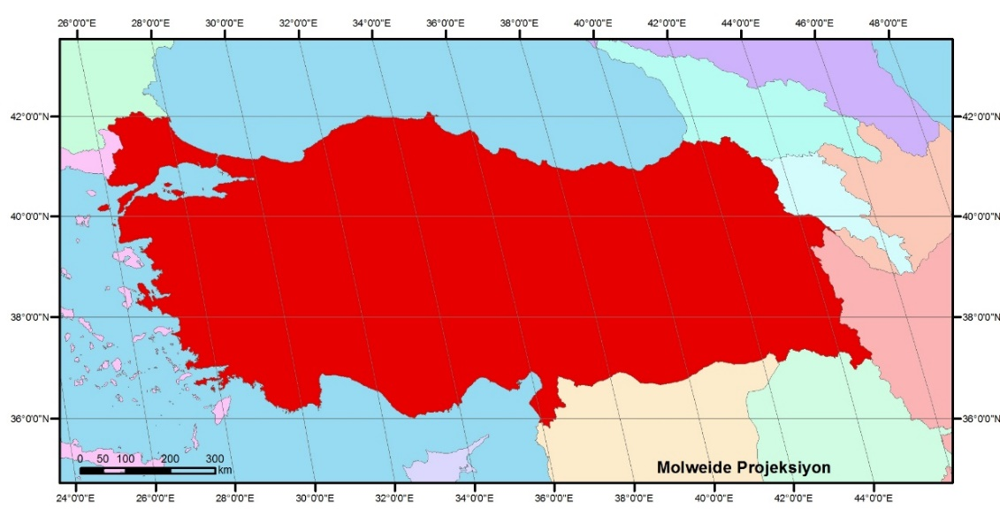 26°0'0"E 28°0'0"E 30°0'0"E 32°0'0"E 34°0'0"E 36°0'0"E 38°0'0"E 40°0'0"E 42°0'0"E 44°0'0"E 46°0'0"E 48°0'0"E
42°0'0"N 42°0'0"N
40°0'0"N 40°0'0"N
38°0'0"N 38°0'0"N
36°0'0"N 36°0'0"N
0 50 100 200 300
km
Molweide Projeksiyon
24°0'0"E 26°0'0"E 28°0'0"E 30°0'0"E 32°0'0"E 34°0'0"E 36°0'0"E 38°0'0"E 40°0'0"E 42°0'0"E 44°0'0"E